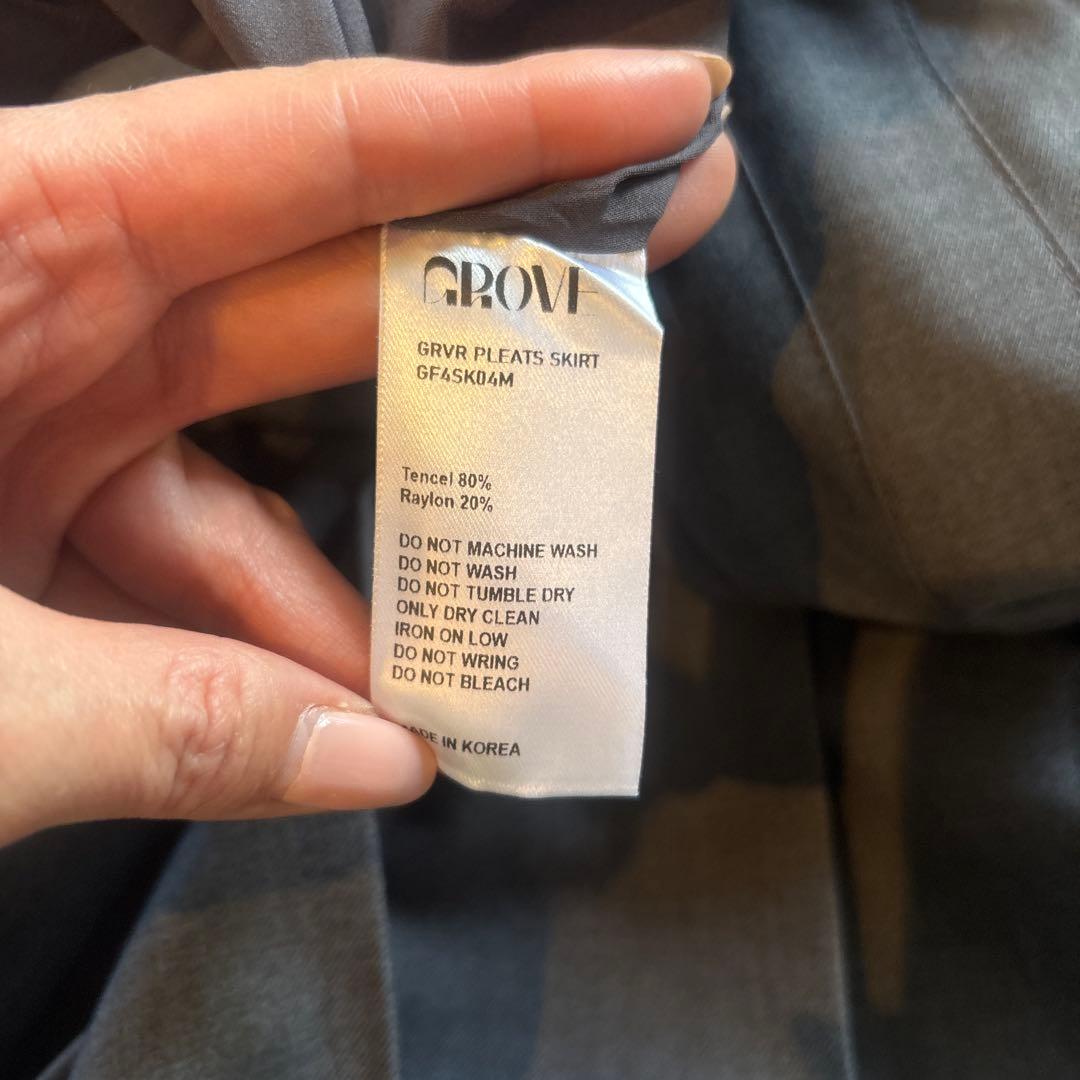 GROVE
GRVR PLEATS SKIRT
GF4SK04M
Tencel 80%
Raylon 20%
DO NOT MACHINE WASH
DO NOT WASH
DO NOT TUMBLE DRY
ONLY DRY CLEAN
IRON ON LOW
DO NOT WRING
DO NOT BLEACH
MADE IN KOREA